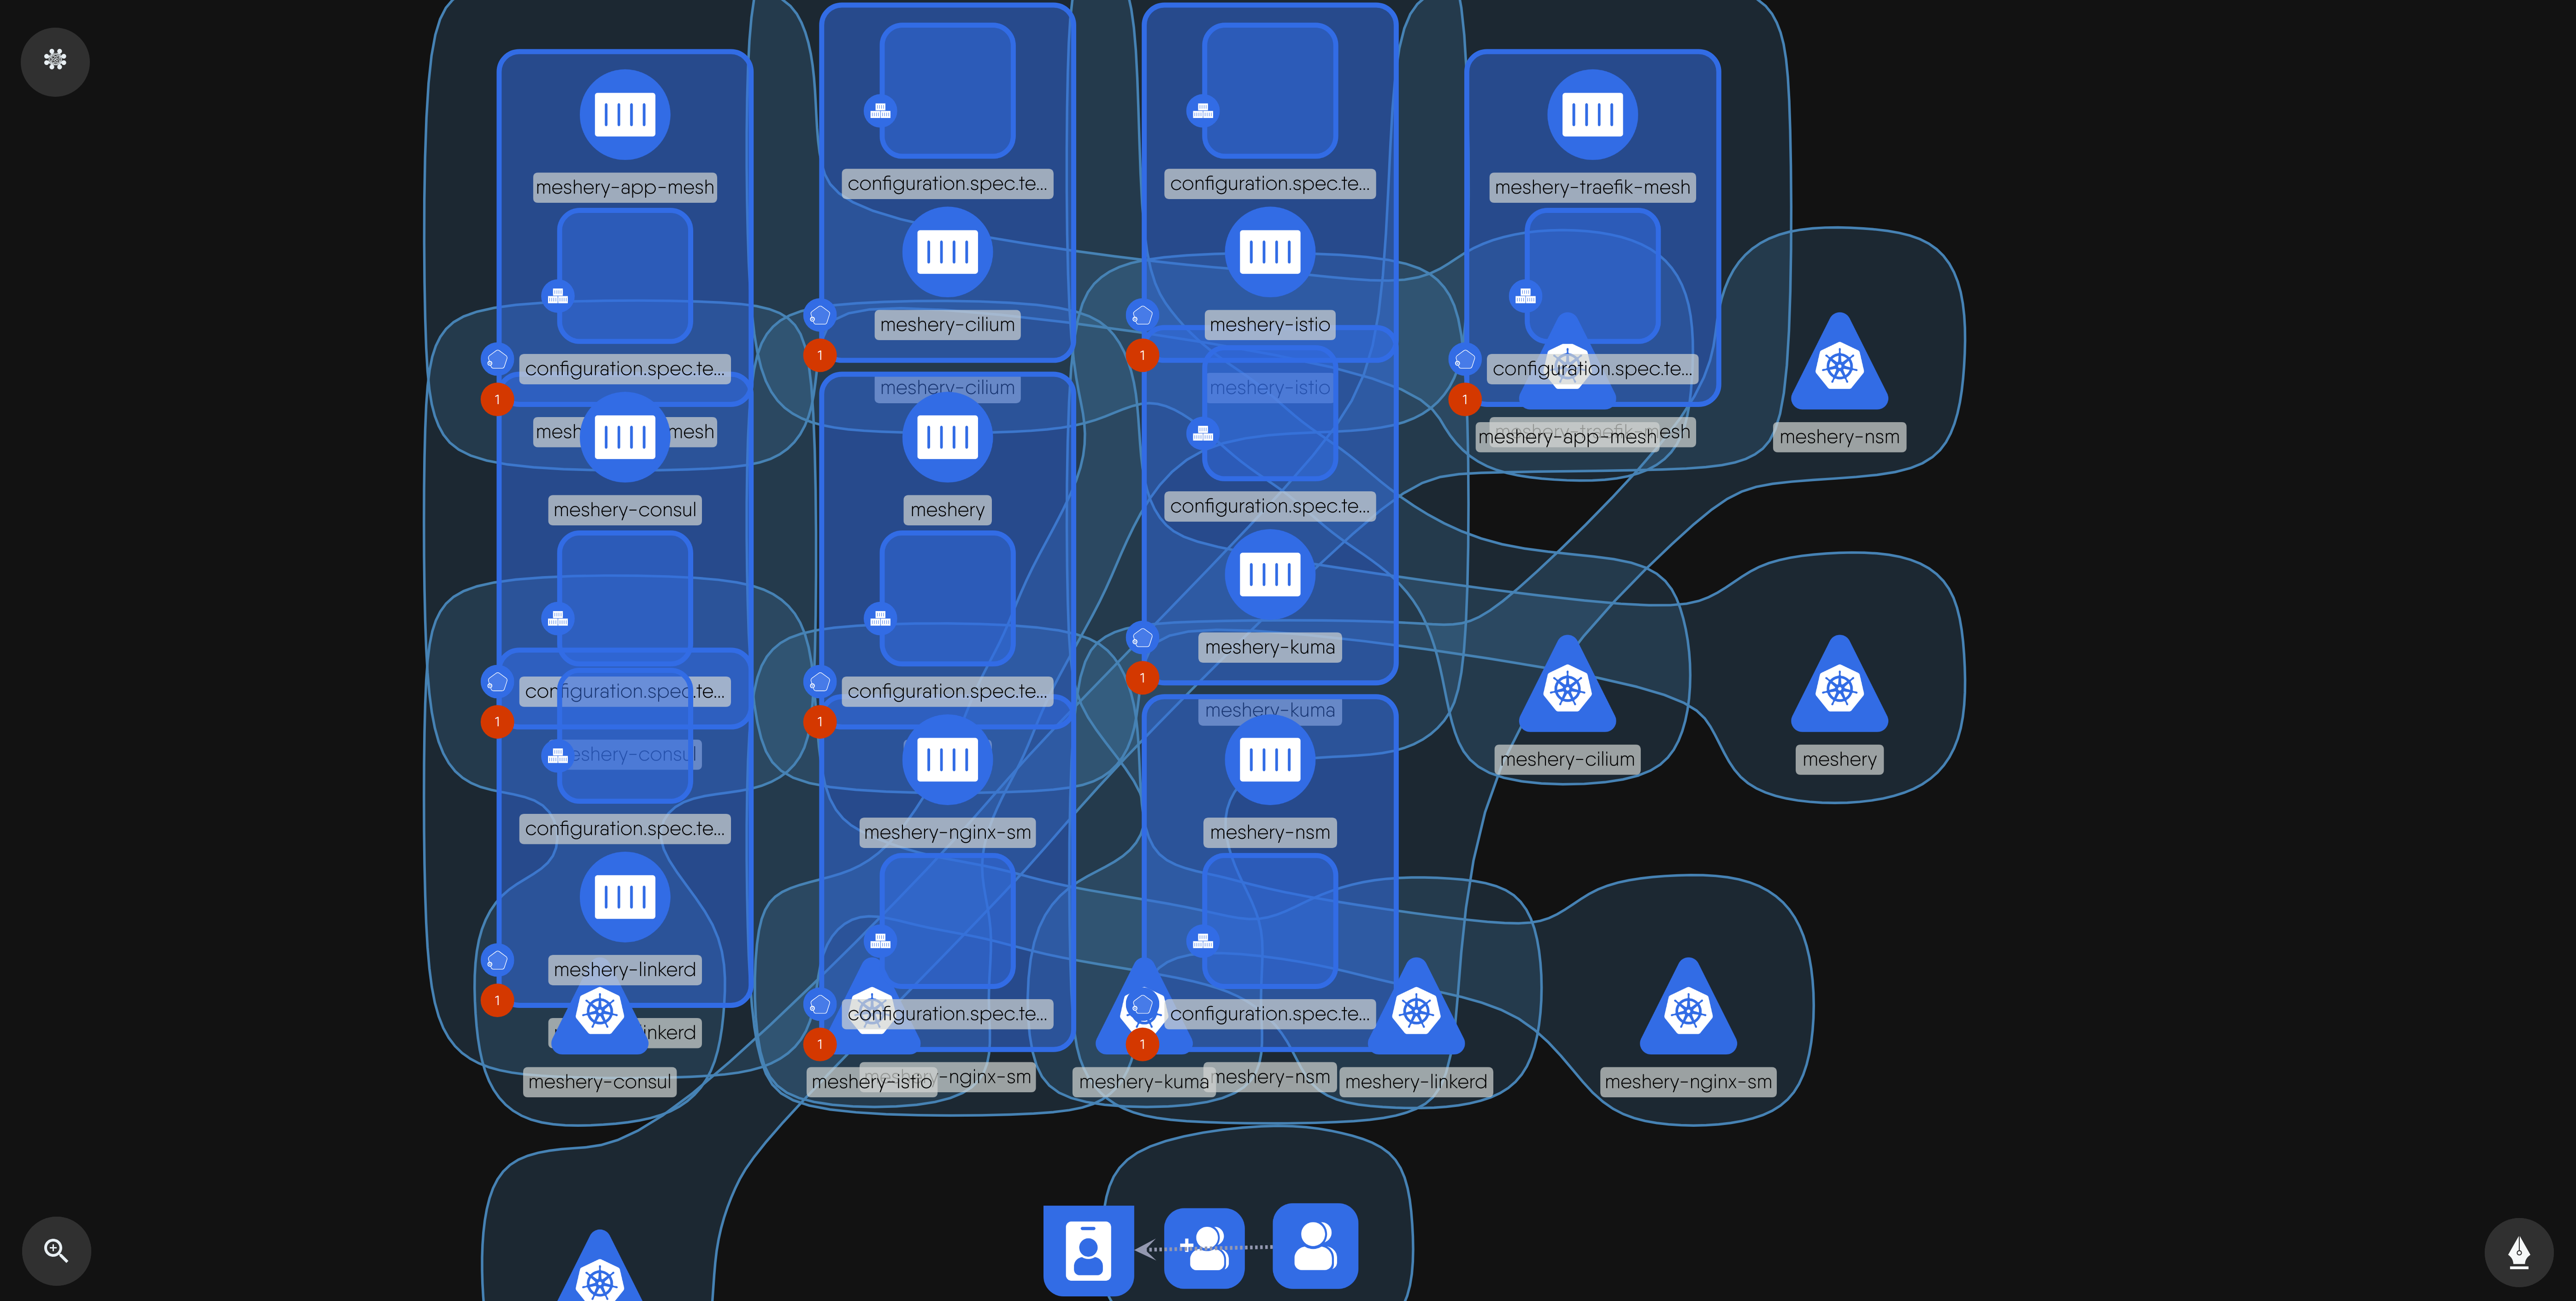 configuration.spec.te...
configuration.spec.te...
meshery-app-mesh
meshery-traefik-mesh
meshery-cilium
meshery-istio
1
1
configuration.spec.te...
configuration.spec.te...
meshery-cilium
meshery-istio
1
1
mesh
meshery-app-mesh
meshery-nsm
meshery-consul
meshery
configuration.spec.te...
meshery-kuma
1
configuration.spec.te...
configuration.spec.te...
meshery-kuma
1
1
meshery-consul
meshery-cilium
meshery
configuration.spec.te...
meshery-nginx-sm
meshery-nsm
meshery-linkerd
1
configuration.spec.te...
configuration.spec.te...
inkerd
1
1
meshery-consul
meshery-istio
-nginx-sm
meshery-kuma
meshery-nsm
meshery-linkerd
meshery-nginx-sm